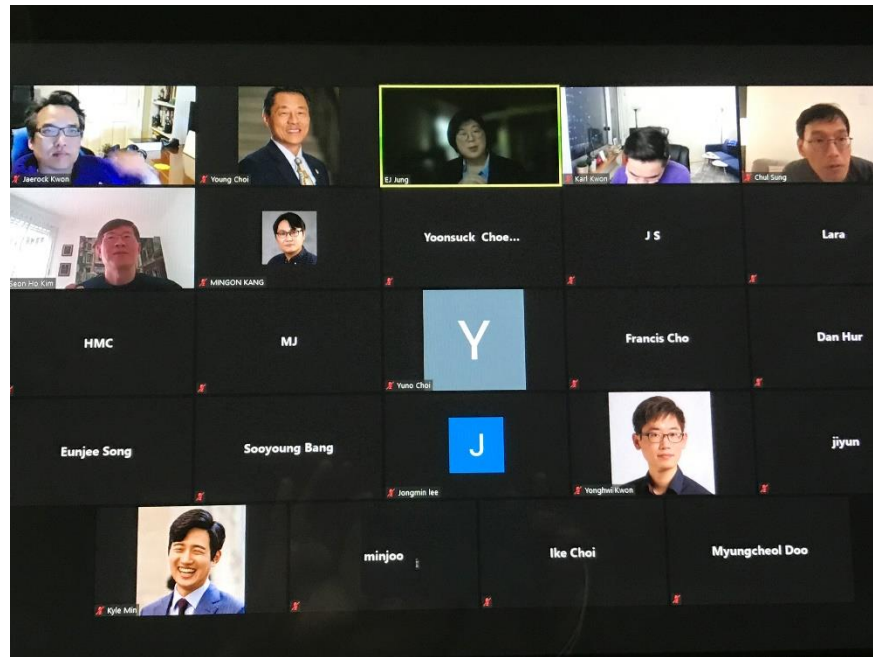 Jaerock Kwon
Young Choi
EJ Jung
Karl Kwon
Chul Sung
Seon Ho Kim
MINGON KANG
Yoonsuck Choe...
J S
Lara
HMC
MJ
Y
Yuno Choi
Francis Cho
Dan Hur
Eunjee Song
Sooyoung Bang
J
Jongmin lee
Yonghwi Kwon
jiyun
Kyle Min
minjoo
Ike Choi
Myungcheol Doo